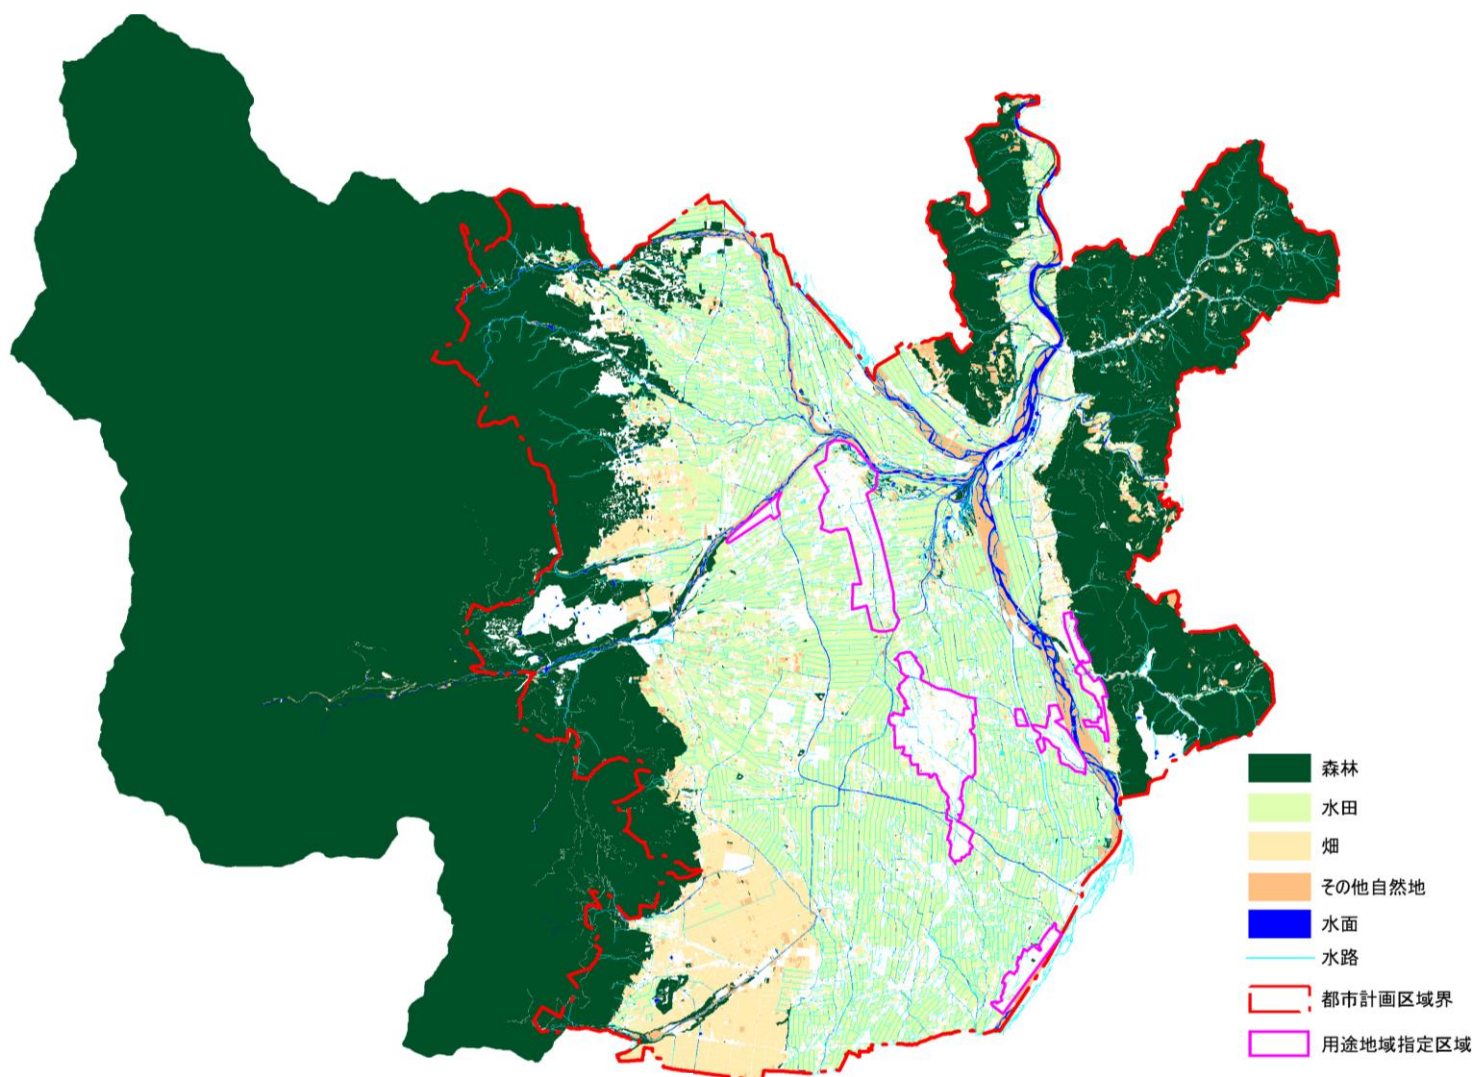 森林
水田
畑
その他自然地
水面
水路
都市計画区域界
用途地域指定区域